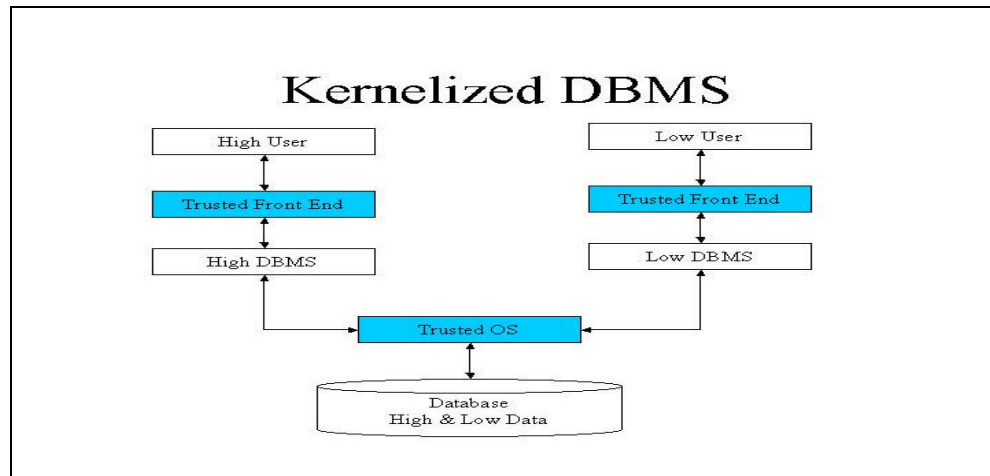 Kernelized DBMS
High User
Low User
Trusted Front End
Trusted Front End
High DBMS
Low DBMS
Trusted OS
Database
High & Low Data